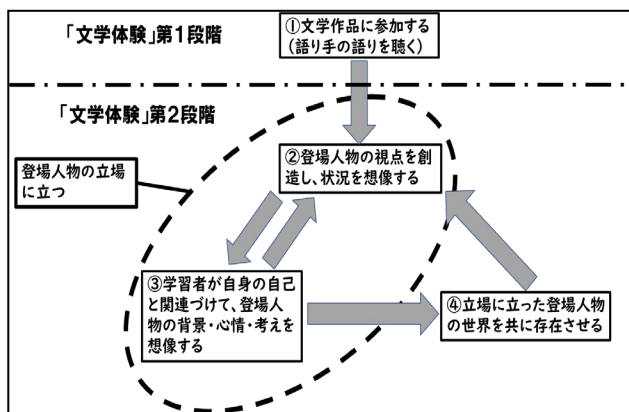 「文学体験」第1段階
①文学作品に参加する
(語り手の語りを聴く)
「文学体験」第2段階
登場人物の立場
に立つ
②登場人物の視点を創
造し、状況を想像する
③学習者が自身の自己
と関連づけて、登場人
物の背景・心情・考えを
想像する
④立場に立った登場人物
の世界を共に存在させる